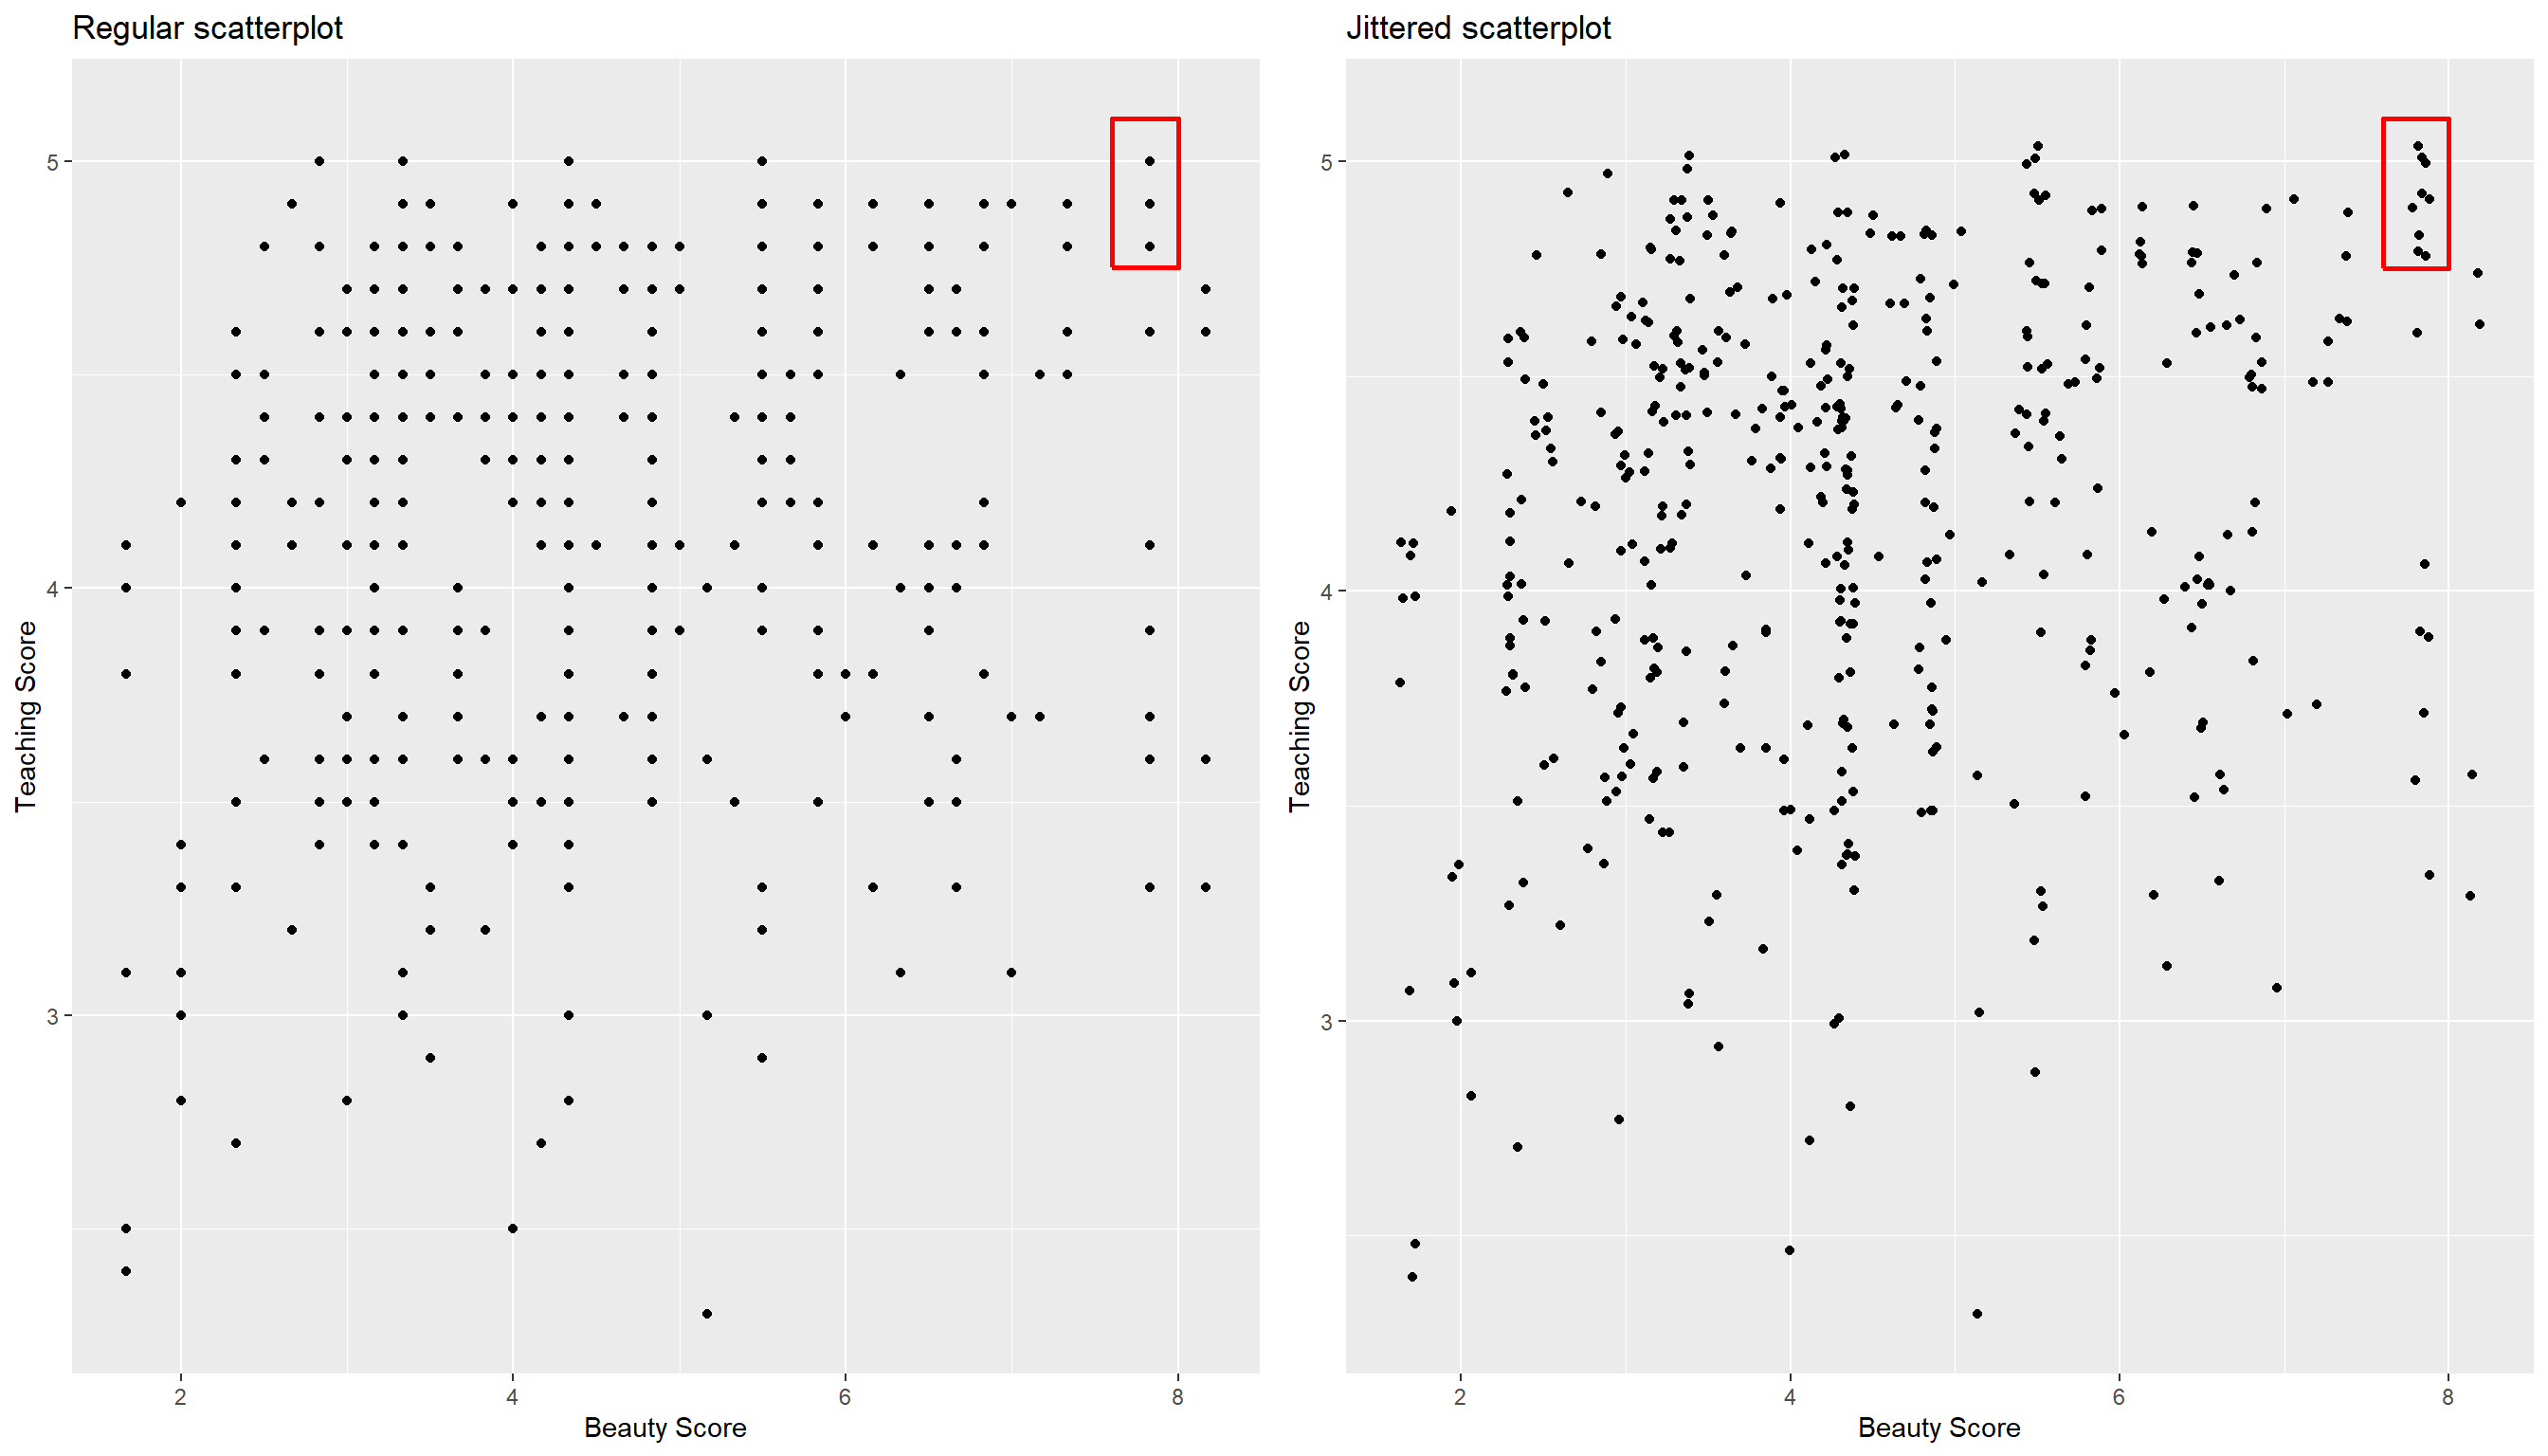 Regular scatterplot
5
4
3
Teaching Score
2 4 6 8
Beauty Score
Jittered scatterplot
5
4
3
Teaching Score
2 4 6 8
Beauty Score